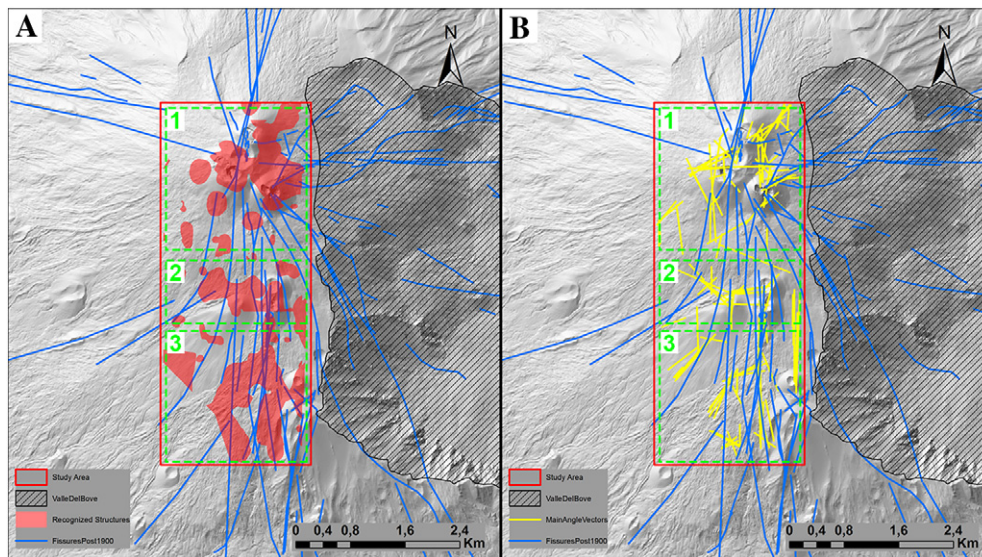 A
N
1
2
3
Study Area
ValleDelBove
Recognized Structures
FissuresPost1900
0 0,4 0,8 1,6 2,4
Km
B
N
1
2
3
Study Area
ValleDelBove
MainAngleVectors
FissuresPost1900
0 0,4 0,8 1,6 2,4
Km